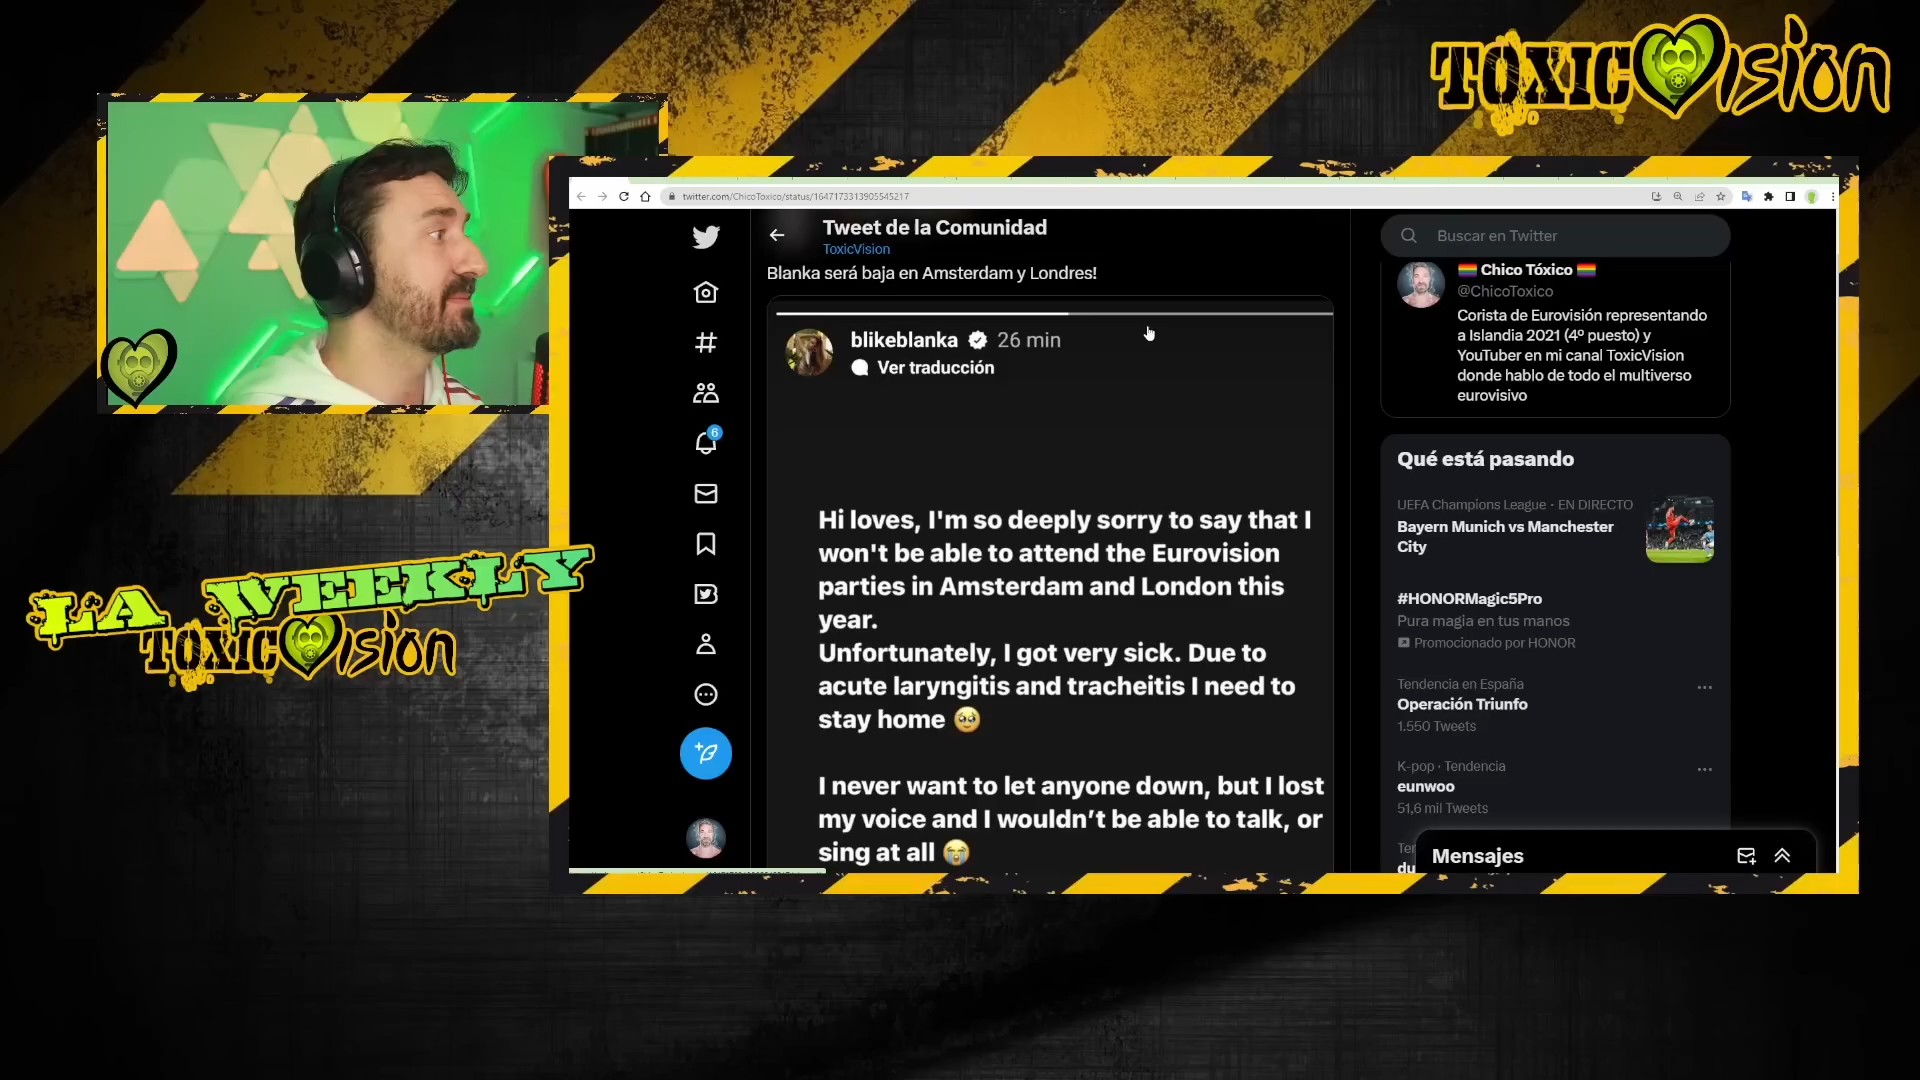 TOXICVision
twitter.com/ChicoToxico/status/1647173313905545217
Tweet de la Comunidad
ToxicVision
Blanka será baja en Amsterdam y Londres!
blikeblanka 26 min
Ver traducción
Hi loves, I'm so deeply sorry to say that I
won't be able to attend the Eurovision
parties in Amsterdam and London this
year.
Unfortunately, I got very sick. Due to
acute laryngitis and tracheitis I need to
stay home 🥹
I never want to let anyone down, but I lost
my voice and I wouldn’t be able to talk, or
sing at all 😭
6
Buscar en Twitter
🏳️‍🌈 Chico Tóxico 🏳️‍🌈
@ChicoToxico
Corista de Eurovisión representando
a Islandia 2021 (4º puesto) y
YouTuber en mi canal ToxicVision
donde hablo de todo el multiverso
eurovisivo
Qué está pasando
UEFA Champions League · EN DIRECTO
Bayern Munich vs Manchester
City
#HONORMagic5Pro
Pura magia en tus manos
Promocionado por HONOR
Tendencia en España
Operación Triunfo
1.550 Tweets
K-pop · Tendencia
eunwoo
51,6 mil Tweets
Mensajes
LA WEEKLY
TOXICVision